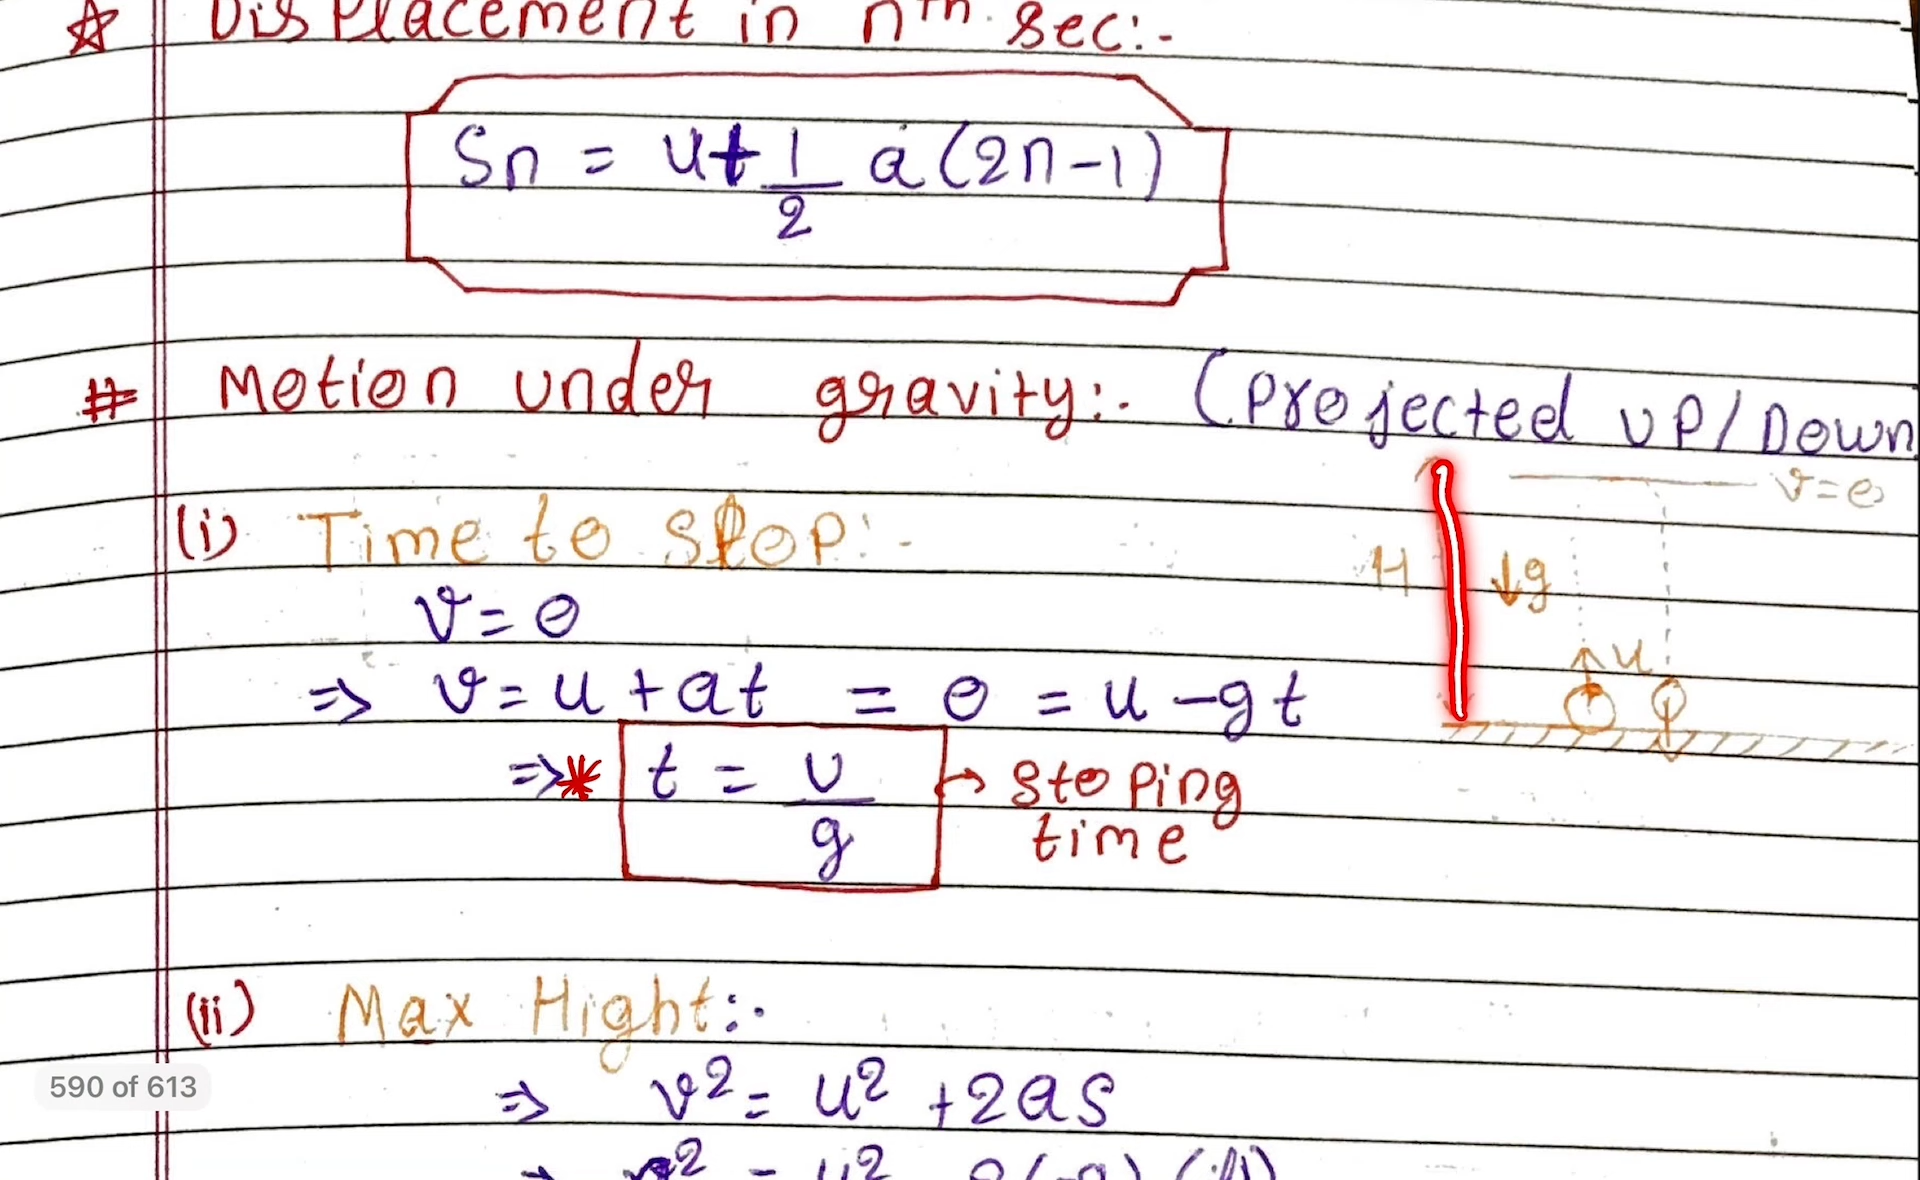 ☆ Displacement in nth sec:-
Sn = u+1/2 a(2n-1)
# Motion under gravity:- (Projected UP/Down
v=0
(i) Time to Stop:-
H ↓g
v=0
u
=> v=u+at = 0 = u-gt
=>* t = u/g → Stoping
time
(ii) Max Hight:-
=> v²= u² +2as
590 of 613